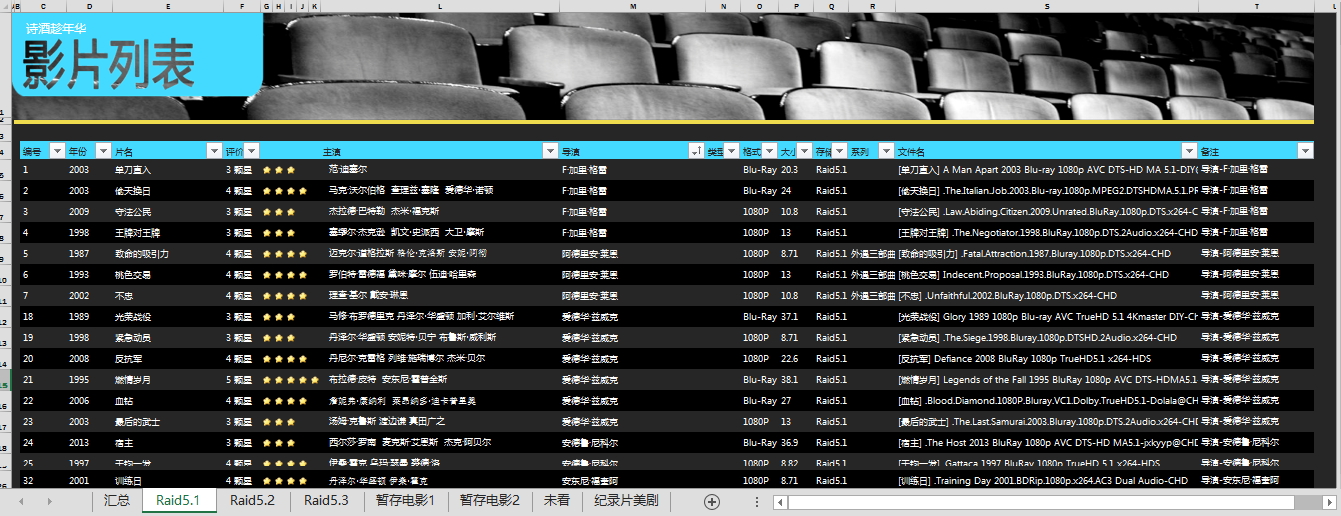 A B C D E F G H I J K L M N O P Q R S T
诗酒趁年华
影片列表
编号 年份 片名 评价 主演 导演 类型 格式 大小 存储 系列 文件名 备注
1 2003 单刀直入 3 颗星 范·迪塞尔 F·加里·格雷 Blu-Ray 20.3 Raid5.1 [单刀直入] A Man Apart 2003 Blu-ray 1080p AVC DTS-HD MA 5.1-DIY( 导演-F·加里·格雷
2 2003 偷天换日 4 颗星 马克·沃尔伯格 查理兹·塞隆 爱德华·诺顿 F·加里·格雷 Blu-Ray 24 Raid5.1 [偷天换日] .The.Italian.Job.2003.Blu-ray.1080p.MPEG2.DTSHDMA.5.1.PR 导演-F·加里·格雷
3 2009 守法公民 3 颗星 杰拉德·巴特勒 杰米·福克斯 F·加里·格雷 1080P 10.8 Raid5.1 [守法公民] .Law.Abiding.Citizen.2009.Unrated.BluRay.1080p.DTS.x264-C 导演-F·加里·格雷
4 1998 王牌对王牌 3 颗星 塞缪尔·杰克逊 凯文·史派西 大卫·摩斯 F·加里·格雷 1080P 13 Raid5.1 [王牌对王牌] .The.Negotiator.1998.BluRay.1080p.DTS.x264-CHD 导演-F·加里·格雷
5 1987 致命的吸引力 4 颗星 迈克尔·道格拉斯 格伦·克洛斯 安妮·阿彻 阿德里安·莱恩 1080P 8.71 Raid5.1 外遇三部曲 [致命的吸引力] .Fatal.Attraction.1987.Bluray.1080p.DTS.x264-CHD 导演-阿德里安·莱恩
6 1993 桃色交易 4 颗星 罗伯特·雷德福 黛咪·摩尔 伍迪·哈里森 阿德里安·莱恩 1080P 13 Raid5.1 外遇三部曲 [桃色交易] Indecent.Proposal.1993.BluRay.1080p.DTS.x264-CHD 导演-阿德里安·莱恩
7 2002 不忠 4 颗星 理查·基尔 戴安·琳恩 阿德里安·莱恩 1080P 10.8 Raid5.1 外遇三部曲 [不忠] .Unfaithful.2002.BluRay.1080p.DTS.x264-CHD 导演-阿德里安·莱恩
18 1989 光荣战役 3 颗星 马修·布罗德里克 丹泽尔·华盛顿 加利·艾尔维斯 爱德华·兹威克 Blu-Ray 37.1 Raid5.1 [光荣战役] Glory 1989 1080p Blu-ray AVC TrueHD 5.1 4Kmaster DIY-Ch 导演-爱德华·兹威克
19 1998 紧急动员 3 颗星 丹泽尔·华盛顿 安妮特·贝宁 布鲁斯·威利斯 爱德华·兹威克 1080P 8.71 Raid5.1 [紧急动员] .The.Siege.1998.Bluray.1080p.DTSHD.2Audio.x264-CHD 导演-爱德华·兹威克
20 2008 反抗军 4 颗星 丹尼尔·克雷格 列维·施瑞博尔 杰米·贝尔 爱德华·兹威克 1080P 22.6 Raid5.1 [反抗军] Defiance 2008 BluRay 1080p TrueHD5.1 x264-HDS 导演-爱德华·兹威克
21 1995 燃情岁月 5 颗星 布拉德·皮特 安东尼·霍普金斯 爱德华·兹威克 Blu-Ray 38.1 Raid5.1 [燃情岁月] Legends of the Fall 1995 BluRay 1080p AVC DTS-HDMA5.1 导演-爱德华·兹威克
22 2006 血钻 4 颗星 詹妮弗·康纳利 莱昂纳多·迪卡普里奥 爱德华·兹威克 Blu-Ray 27 Raid5.1 [血钻] .Blood.Diamond.1080P.Bluray.VC1.Dolby.TrueHD5.1-Dolala@CH 导演-爱德华·兹威克
23 2003 最后的武士 3 颗星 汤姆·克鲁斯 渡边谦 真田广之 爱德华·兹威克 1080P 13 Raid5.1 [最后的武士] .The.Last.Samurai.2003.Bluray.1080p.DTS.2Audio.x264-C 导演-爱德华·兹威克
24 2013 宿主 3 颗星 西尔莎·罗南 麦克斯·艾恩斯 杰克·阿贝尔 安德鲁·尼科尔 Blu-Ray 36.9 Raid5.1 [宿主] .The Host 2013 BluRay 1080p AVC DTS-HD MA5.1-jxkyyp@CHD 导演-安德鲁·尼科尔
25 1997 千钧一发 4 颗星 伊桑·霍克 乌玛·瑟曼 裘德·洛 安德鲁·尼科尔 1080P 8.82 Raid5.1 [千钧一发] .Gattaca.1997.BluRay.1080p.TrueHD.5.1.x264-CHD 导演-安德鲁·尼科尔
32 2001 训练日 4 颗星 丹泽尔·华盛顿 伊桑·霍克 安东尼·福奎阿 1080P 8.71 Raid5.1 [训练日] .Training Day 2001.BDRip.1080p.x264.AC3 Dual Audio-CHD 导演-安东尼·福奎阿
汇总 Raid5.1 Raid5.2 Raid5.3 暂存电影1 暂存电影2 未看 纪录片美剧